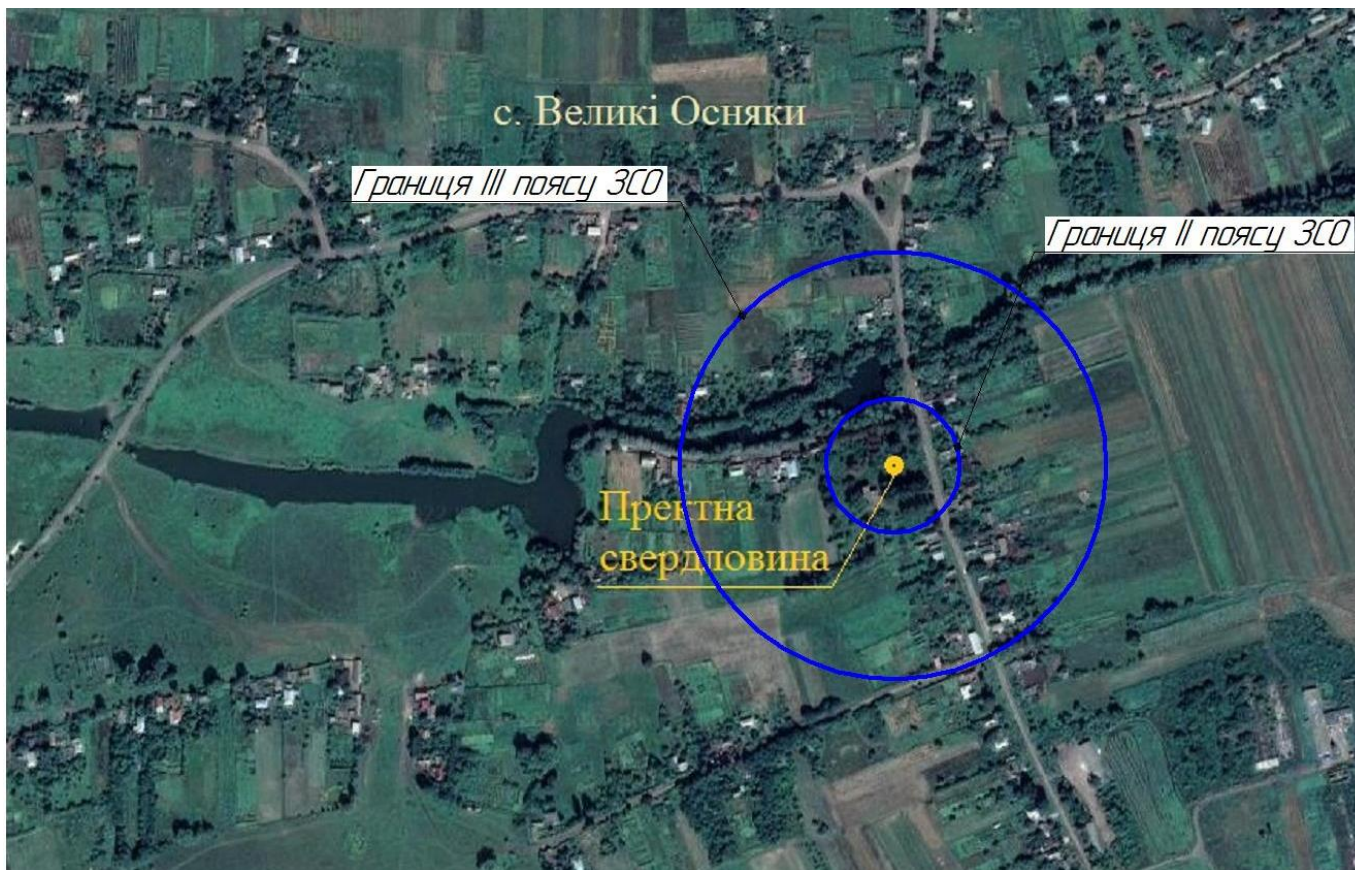 с. Великі Осняки
Границя III поясу ЗСО
Границя II поясу ЗСО
Пректна
свердловина